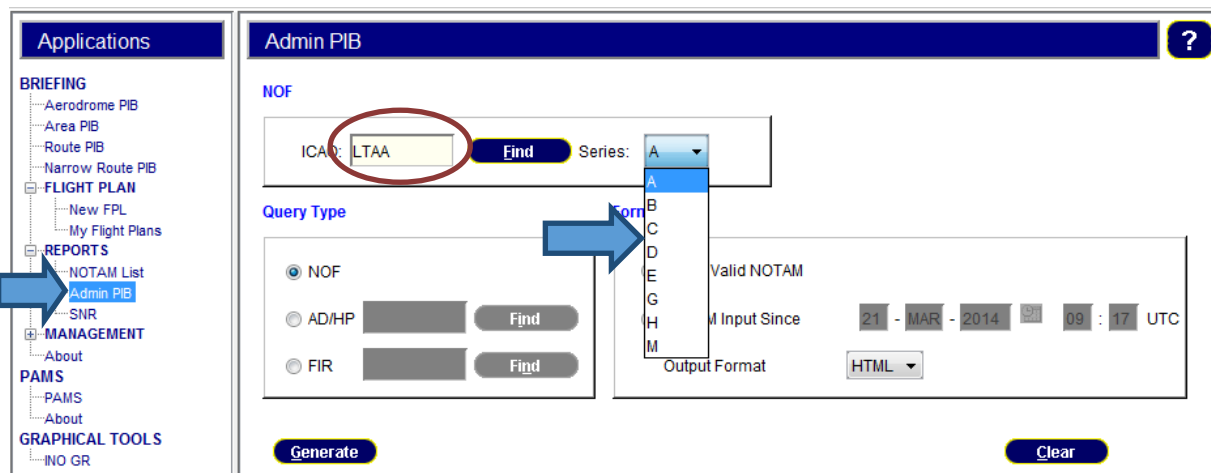 Applications
BRIEFING
Aerodrome PIB
Area PIB
Route PIB
Narrow Route PIB
FLIGHT PLAN
New FPL
My Flight Plans
REPORTS
NOTAM List
Admin PIB
SNR
MANAGEMENT
About
PAMS
PAMS
About
GRAPHICAL TOOLS
INO GR
Admin PIB
?
NOF
ICAO: LTAA Find Series: A
A
B
C
D
E
G
H
M
Query Type
NOF
AD/HP Find
FIR Find
Valid NOTAM
Input Since 21 - MAR - 2014 09 : 17 UTC
Output Format HTML
Generate Clear